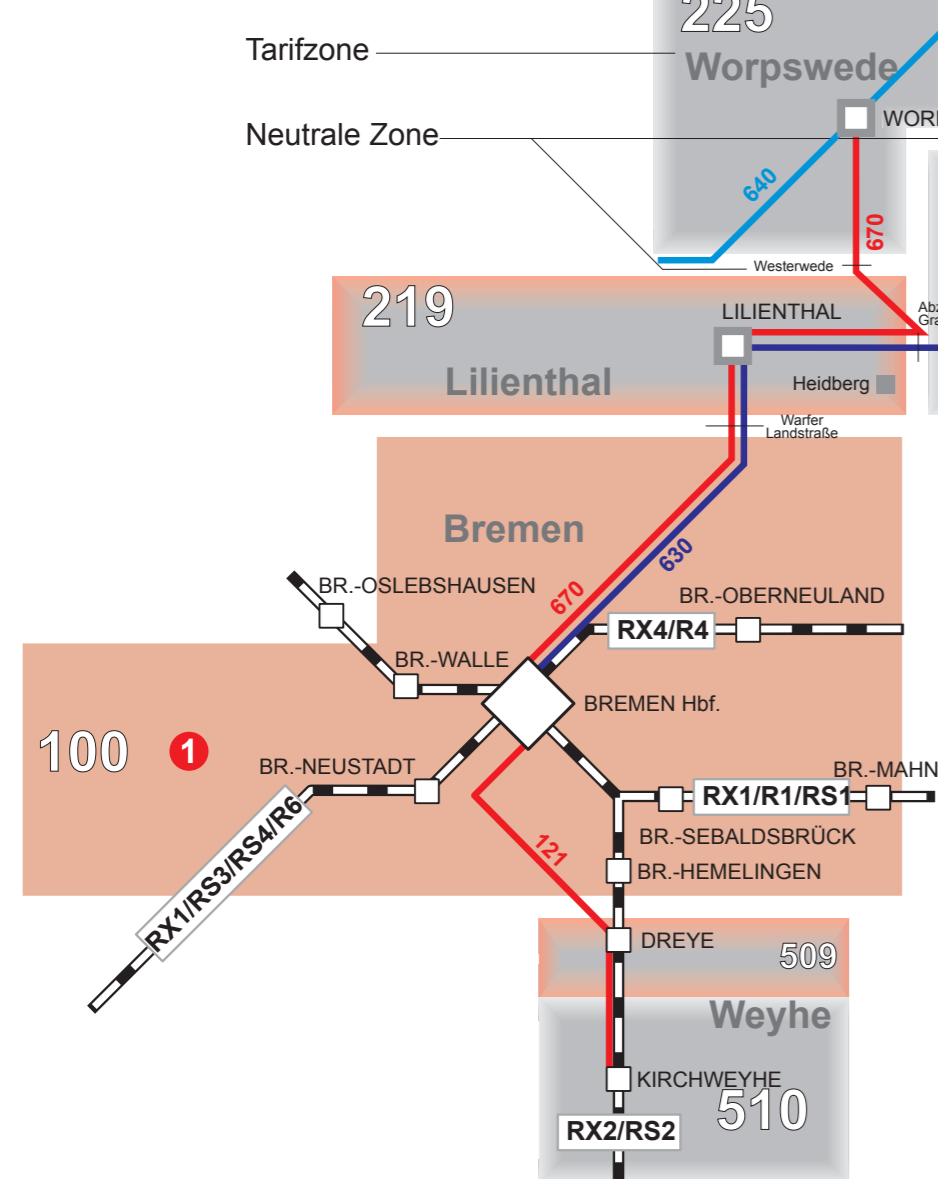 225
Tarifzone
Worpswede
Neutrale Zone
640
670
Westerwede
219
LILIENTHAL
Lilienthal
Heidberg
Warfer
Landstraße
Bremen
630
670
BR.-OSLEBSHAUSEN
BR.-OBERNEULAND
RX4/R4
BR.-WALLE
BREMEN Hbf.
100
1
BR.-NEUSTADT
BR.-MAHN
RX1/R1/RS1
RX1/RS3/RS4/R6
BR.-SEBALDSBRÜCK
121
BR.-HEMELINGEN
DREYE
509
Weyhe
KIRCHWEYHE
510
RX2/RS2